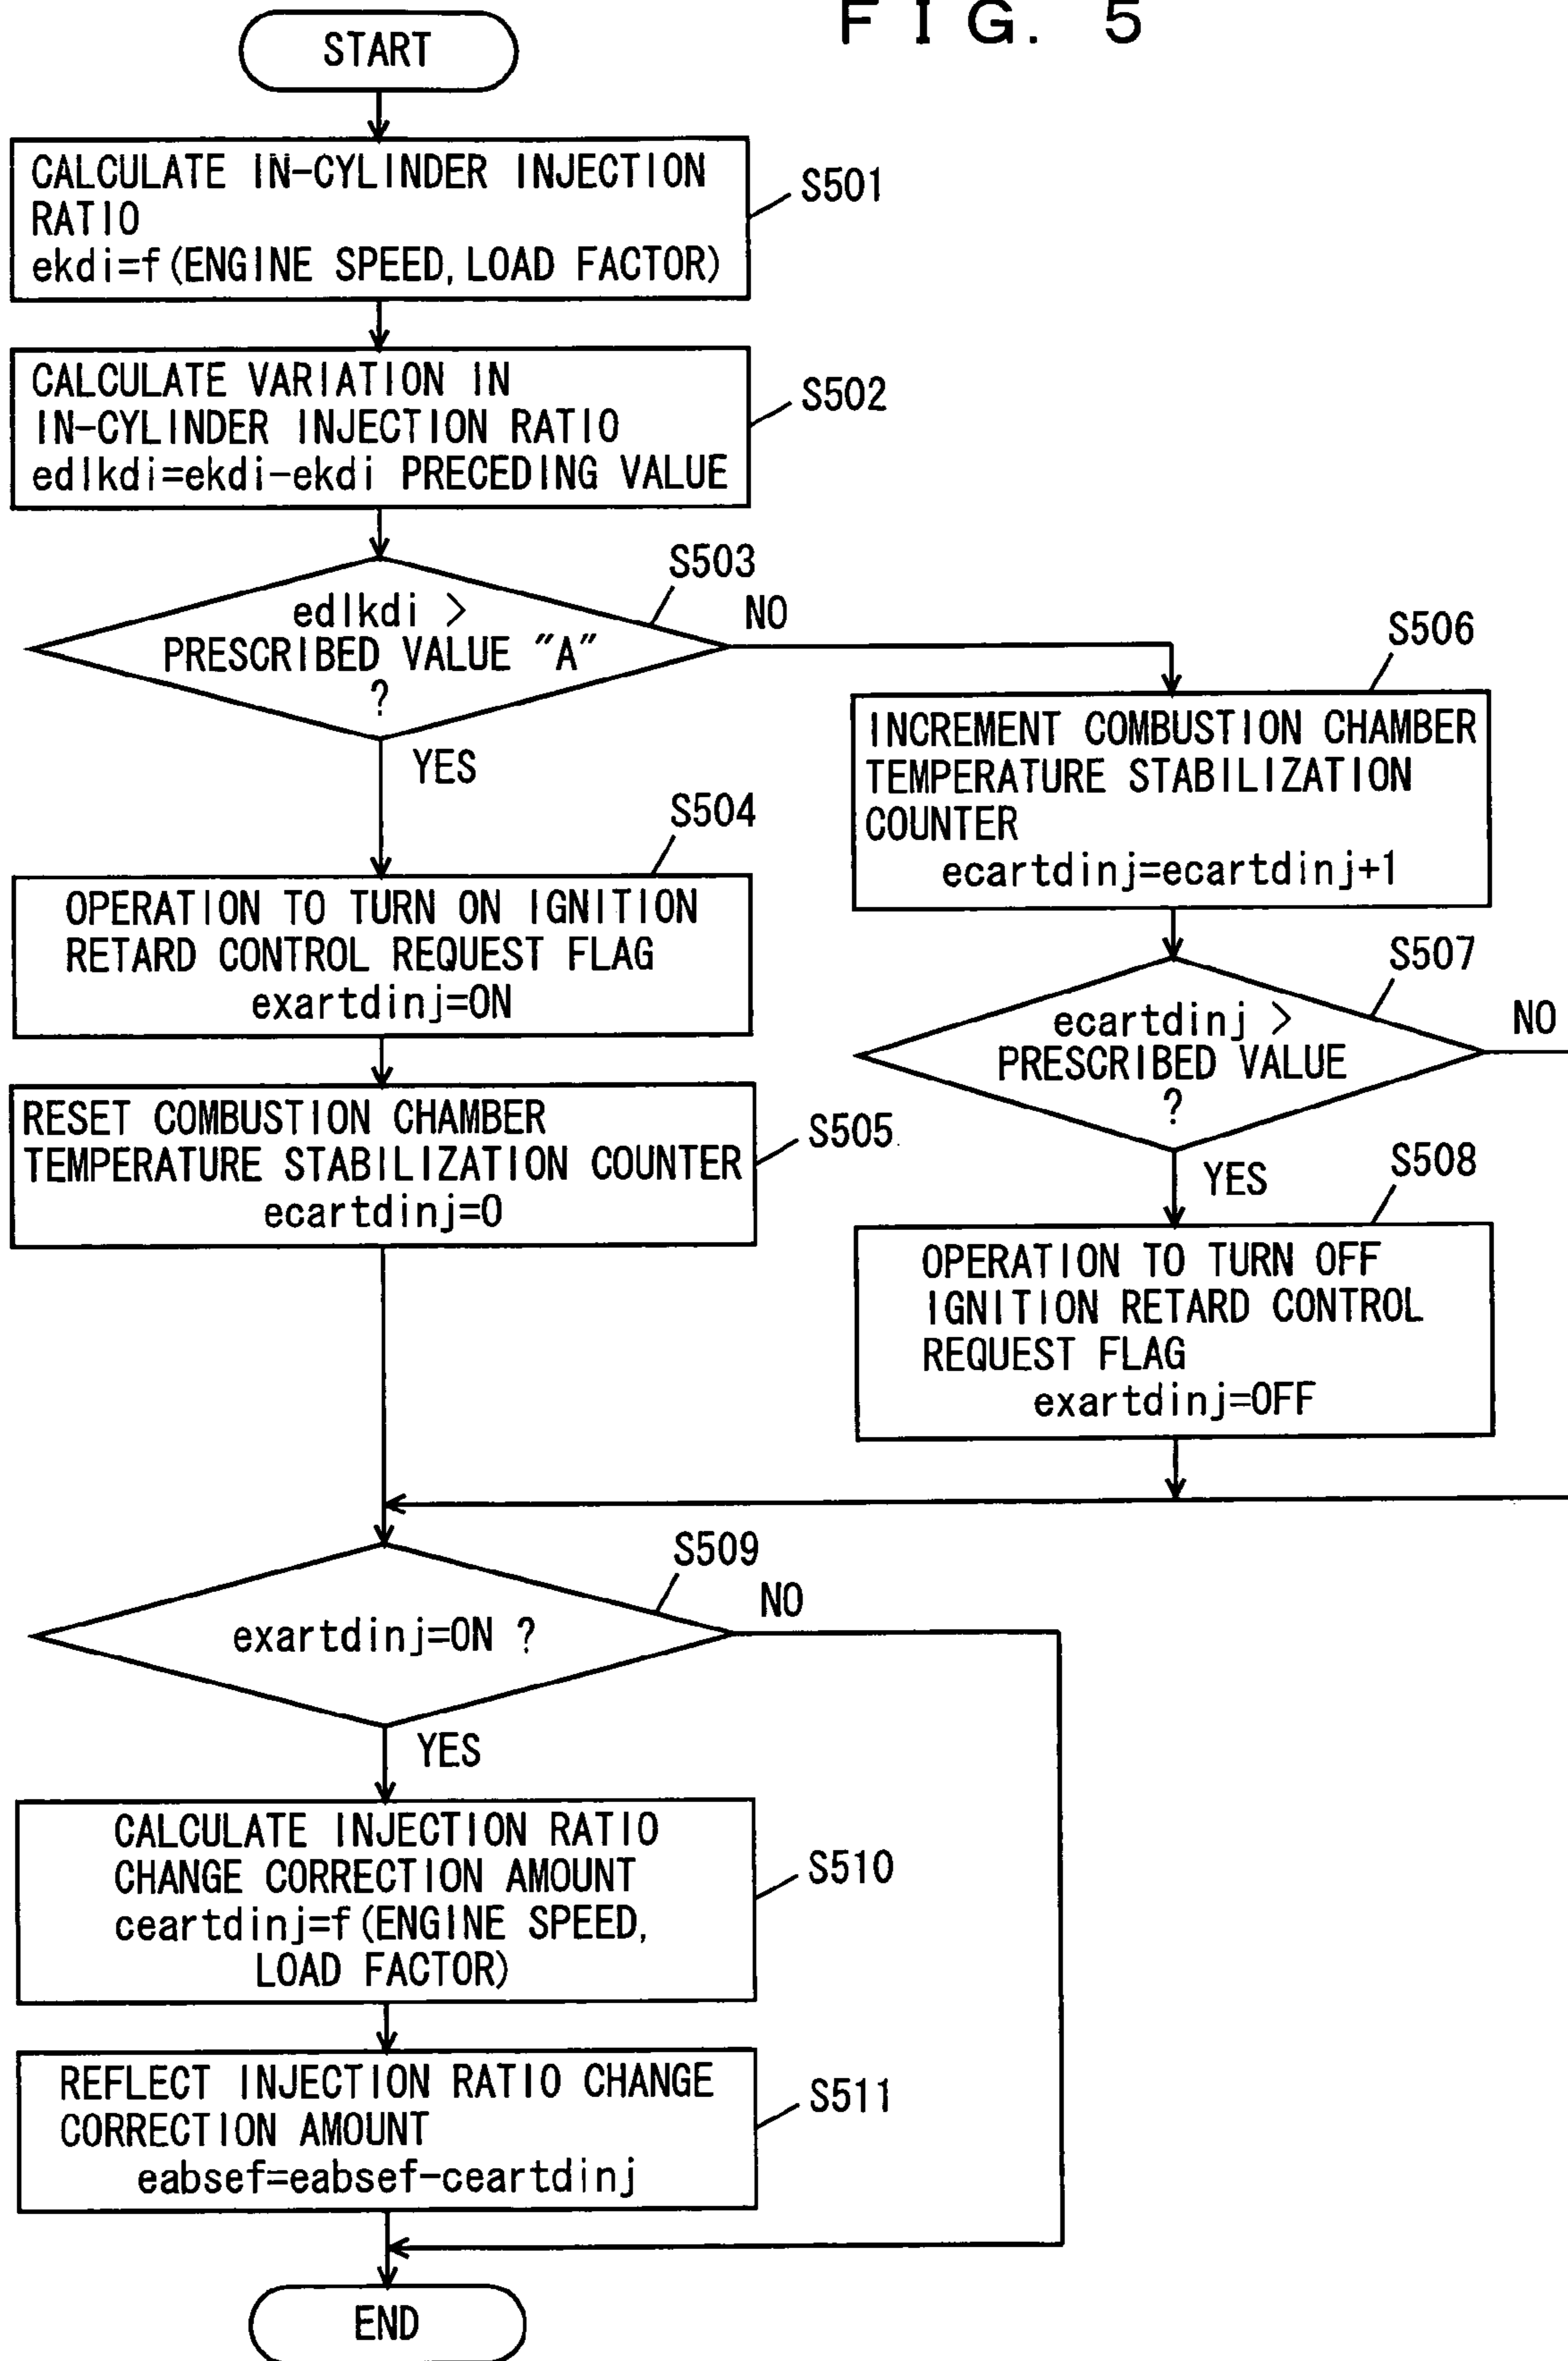 FIG. 5
START
CALCULATE IN-CYLINDER INJECTION
RATIO
ekdi=f(ENGINE SPEED, LOAD FACTOR)
S501
CALCULATE VARIATION IN
IN-CYLINDER INJECTION RATIO
edlkdi=ekdi-ekdi PRECEDING VALUE
S502
edlkdi >
PRESCRIBED VALUE "A"
?
S503
NO
YES
OPERATION TO TURN ON IGNITION
RETARD CONTROL REQUEST FLAG
exartdinj=ON
S504
RESET COMBUSTION CHAMBER
TEMPERATURE STABILIZATION COUNTER
ecartdinj=0
S505
S506
INCREMENT COMBUSTION CHAMBER
TEMPERATURE STABILIZATION
COUNTER
ecartdinj=ecartdinj+1
S507
ecartdinj >
PRESCRIBED VALUE
?
NO
YES
S508
OPERATION TO TURN OFF
IGNITION RETARD CONTROL
REQUEST FLAG
exartdinj=OFF
S509
exartdinj=ON ?
NO
YES
CALCULATE INJECTION RATIO
CHANGE CORRECTION AMOUNT
ceartdinj=f(ENGINE SPEED,
LOAD FACTOR)
S510
REFLECT INJECTION RATIO CHANGE
CORRECTION AMOUNT
eabsef=eabsef-ceartdinj
S511
END